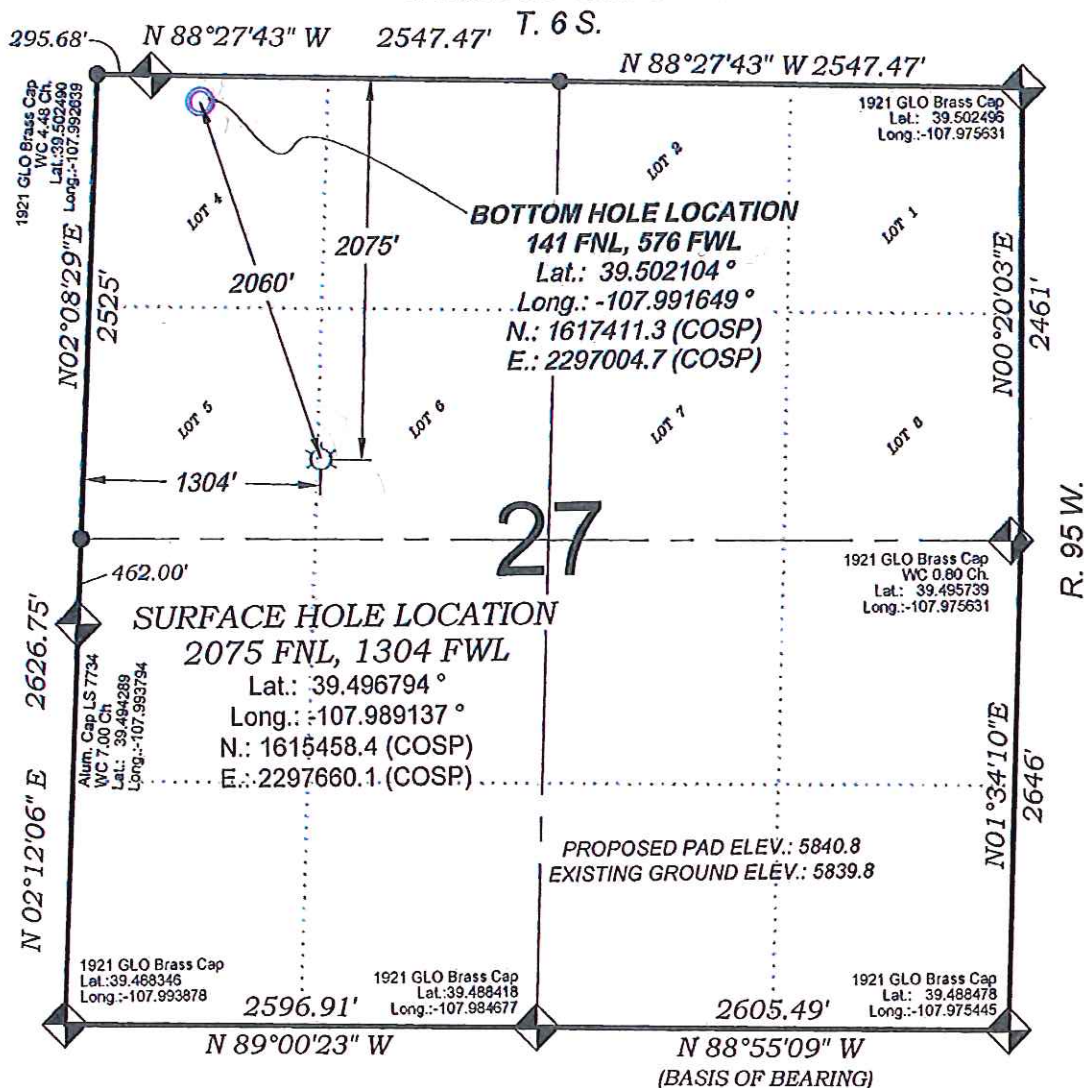 T. 6 S.
295.68'
N 88°27'43" W 2547.47'
N 88°27'43" W 2547.47'
1921 GLO Brass Cap
WC 4.48 Ch.
Lat.:39.502490
Long.:-107.992639
1921 GLO Brass Cap
Lat.: 39.502496
Long.:-107.975631
LOT 4
LOT 2
LOT 1
BOTTOM HOLE LOCATION
141 FNL, 576 FWL
Lat.: 39.502104 °
Long.: -107.991649 °
N.: 1617411.3 (COSP)
E.: 2297004.7 (COSP)
2075'
2060'
N02°08'29"E
2525'
N00°20'03"E
2461'
LOT 5
LOT 6
LOT 7
LOT 8
1304'
27
R. 95 W.
462.00'
1921 GLO Brass Cap
WC 0.80 Ch.
Lat.: 39.495739
Long.:-107.975631
SURFACE HOLE LOCATION
2075 FNL, 1304 FWL
Lat.: 39.496794 °
Long.: -107.989137 °
N.: 1615458.4 (COSP)
E.: 2297660.1 (COSP)
Alum. Cap LS 7734
WC 7.00 Ch
Lat.: 39.494289
Long.:-107.993794
N 02°12'06" E 2626.75'
N01°34'10"E
2646'
PROPOSED PAD ELEV.: 5840.8
EXISTING GROUND ELEV.: 5839.8
1921 GLO Brass Cap
Lat.:39.488346
Long.:-107.993878
1921 GLO Brass Cap
Lat.:39.488418
Long.:-107.984677
1921 GLO Brass Cap
Lat.: 39.488478
Long.:-107.975445
2596.91'
2605.49'
N 89°00'23" W
N 88°55'09" W
(BASIS OF BEARING)